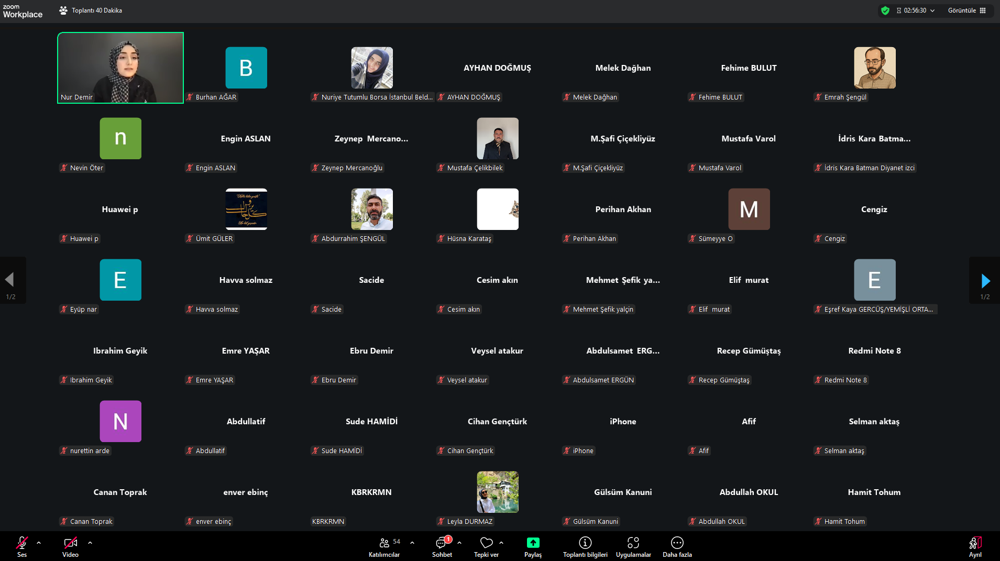 zoom
Workplace
Toplantı 40 Dakika
02:56:30
Görüntüle
Nur Demir
B
Burhan AĞAR
Nuriye Tutumlu Borsa İstanbul Beld...
AYHAN DOĞMUŞ
AYHAN DOĞMUŞ
Melek Dağhan
Melek Dağhan
Fehime BULUT
Fehime BULUT
Emrah Şengül
n
Nevin Öter
Engin ASLAN
Engin ASLAN
Zeynep Mercano...
Zeynep Mercanoğlu
Mustafa Çelikbilek
M.Şafi Çiçekliyüz
M.Şafi Çiçekliyüz
Mustafa Varol
Mustafa Varol
İdris Kara Batma...
İdris Kara Batman Diyanet izci
Huawei p
Huawei p
Ümit GÜLER
Abdurrahim ŞENGÜL
Hüsna Karataş
Perihan Akhan
Perihan Akhan
M
Sümeyye O
Cengiz
Cengiz
1/2
E
Eyüp nar
Havva solmaz
Havva solmaz
Sacide
Sacide
Cesim akın
Cesim akın
Mehmet Şefik ya...
Mehmet Şefik yalçin
Elif murat
Elif murat
E
Eşref Kaya GERCÜŞ/YEMİŞLİ ORTA...
1/2
Ibrahim Geyik
Ibrahim Geyik
Emre YAŞAR
Emre YAŞAR
Ebru Demir
Ebru Demir
Veysel atakur
Veysel atakur
Abdulsamet ERG...
Abdulsamet ERGÜN
Recep Gümüştaş
Recep Gümüştaş
Redmi Note 8
Redmi Note 8
N
nurettin arde
Abdullatif
Abdullatif
Sude HAMİDİ
Sude HAMİDİ
Cihan Gençtürk
Cihan Gençtürk
iPhone
iPhone
Afif
Afif
Selman aktaş
Selman aktaş
Canan Toprak
Canan Toprak
enver ebinç
enver ebinç
KBRKRMN
KBRKRMN
Leyla DURMAZ
Gülsüm Kanuni
Gülsüm Kanuni
Abdullah OKUL
Abdullah OKUL
Hamit Tohum
Hamit Tohum
Ses
Video
54
Katılımcılar
1
Sohbet
Tepki ver
Paylaş
Toplantı bilgileri
Uygulamalar
Daha fazla
Ayrıl